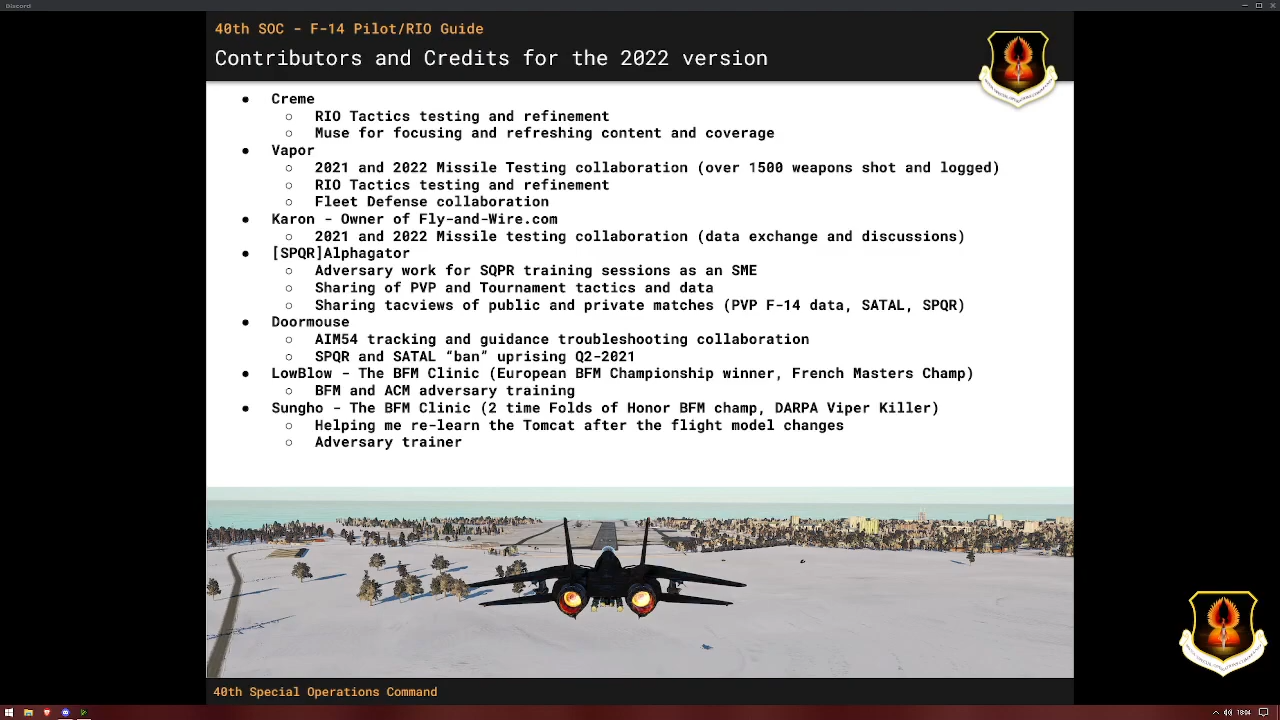 Discord
40th SOC - F-14 Pilot/RIO Guide
Contributors and Credits for the 2022 version
● Creme
○ RIO Tactics testing and refinement
○ Muse for focusing and refreshing content and coverage
● Vapor
○ 2021 and 2022 Missile Testing collaboration (over 1500 weapons shot and logged)
○ RIO Tactics testing and refinement
○ Fleet Defense collaboration
● Karon - Owner of Fly-and-Wire.com
○ 2021 and 2022 Missile testing collaboration (data exchange and discussions)
● [SPQR]Alphagator
○ Adversary work for SQPR training sessions as an SME
○ Sharing of PVP and Tournament tactics and data
○ Sharing tacviews of public and private matches (PVP F-14 data, SATAL, SPQR)
● Doormouse
○ AIM54 tracking and guidance troubleshooting collaboration
○ SPQR and SATAL “ban” uprising Q2-2021
● LowBlow - The BFM Clinic (European BFM Championship winner, French Masters Champ)
○ BFM and ACM adversary training
● Sungho - The BFM Clinic (2 time Folds of Honor BFM champ, DARPA Viper Killer)
○ Helping me re-learn the Tomcat after the flight model changes
○ Adversary trainer
40th Special Operations Command
18:04